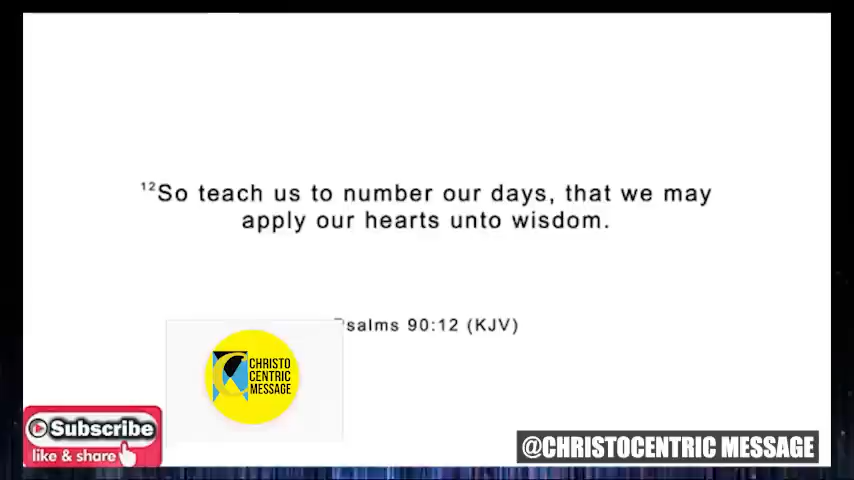 12So teach us to number our days, that we may
apply our hearts unto wisdom.
Psalms 90:12 (KJV)
CHRISTO
CENTRIC
MESSAGE
Subscribe
like & share
@CHRISTOCENTRIC MESSAGE